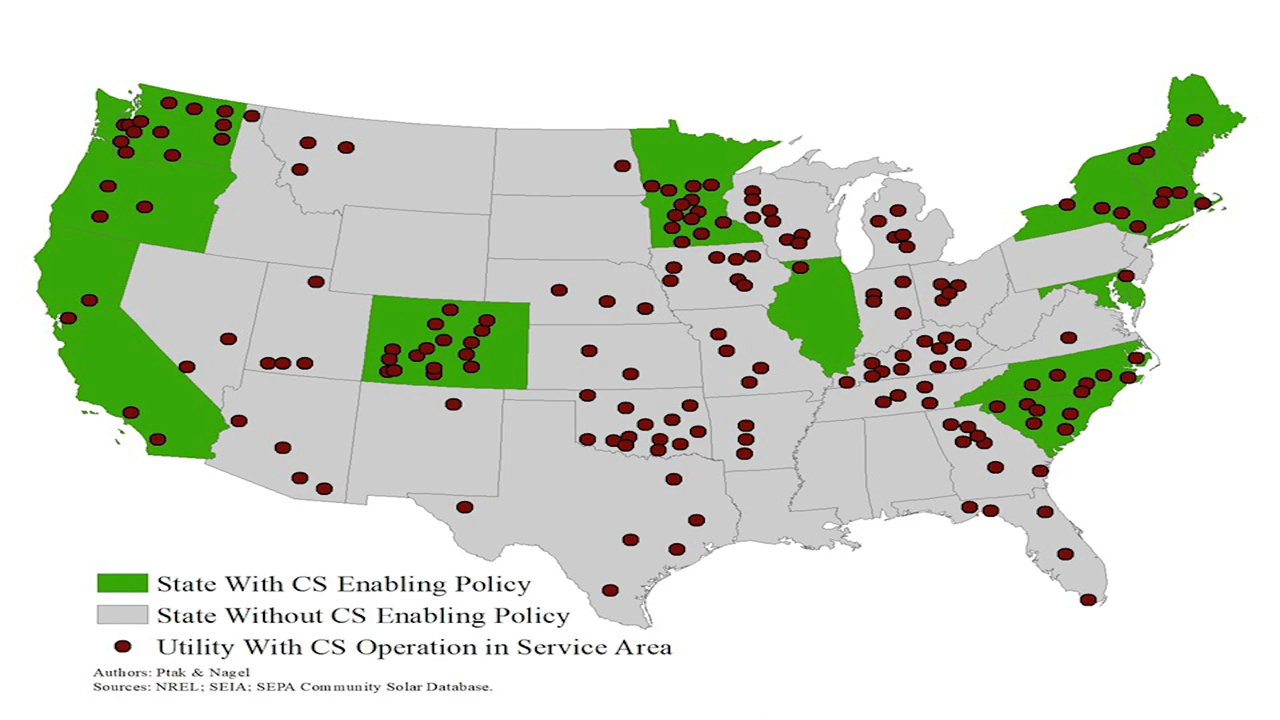 State With CS Enabling Policy
State Without CS Enabling Policy
Utility With CS Operation in Service Area
Authors: Ptak & Nagel
Sources: NREL; SEIA; SEPA Community Solar Database.